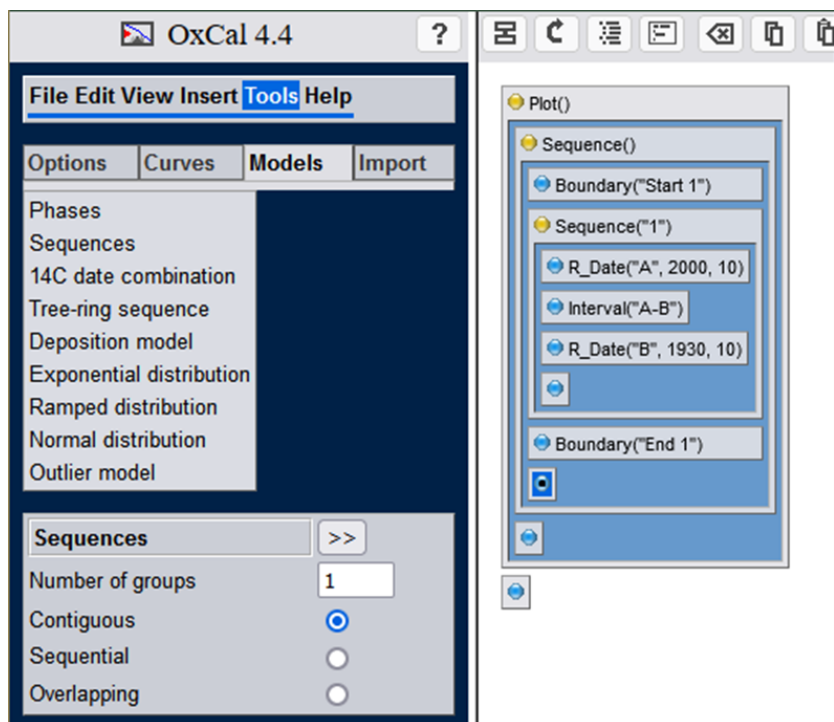 OxCal 4.4 ?
File Edit View Insert Tools Help
Options Curves Models Import
Phases
Sequences
14C date combination
Tree-ring sequence
Deposition model
Exponential distribution
Ramped distribution
Normal distribution
Outlier model
Sequences >>
Number of groups 1
Contiguous
Sequential
Overlapping
Plot()
Sequence()
Boundary("Start 1")
Sequence("1")
R_Date("A", 2000, 10)
Interval("A-B")
R_Date("B", 1930, 10)
Boundary("End 1")